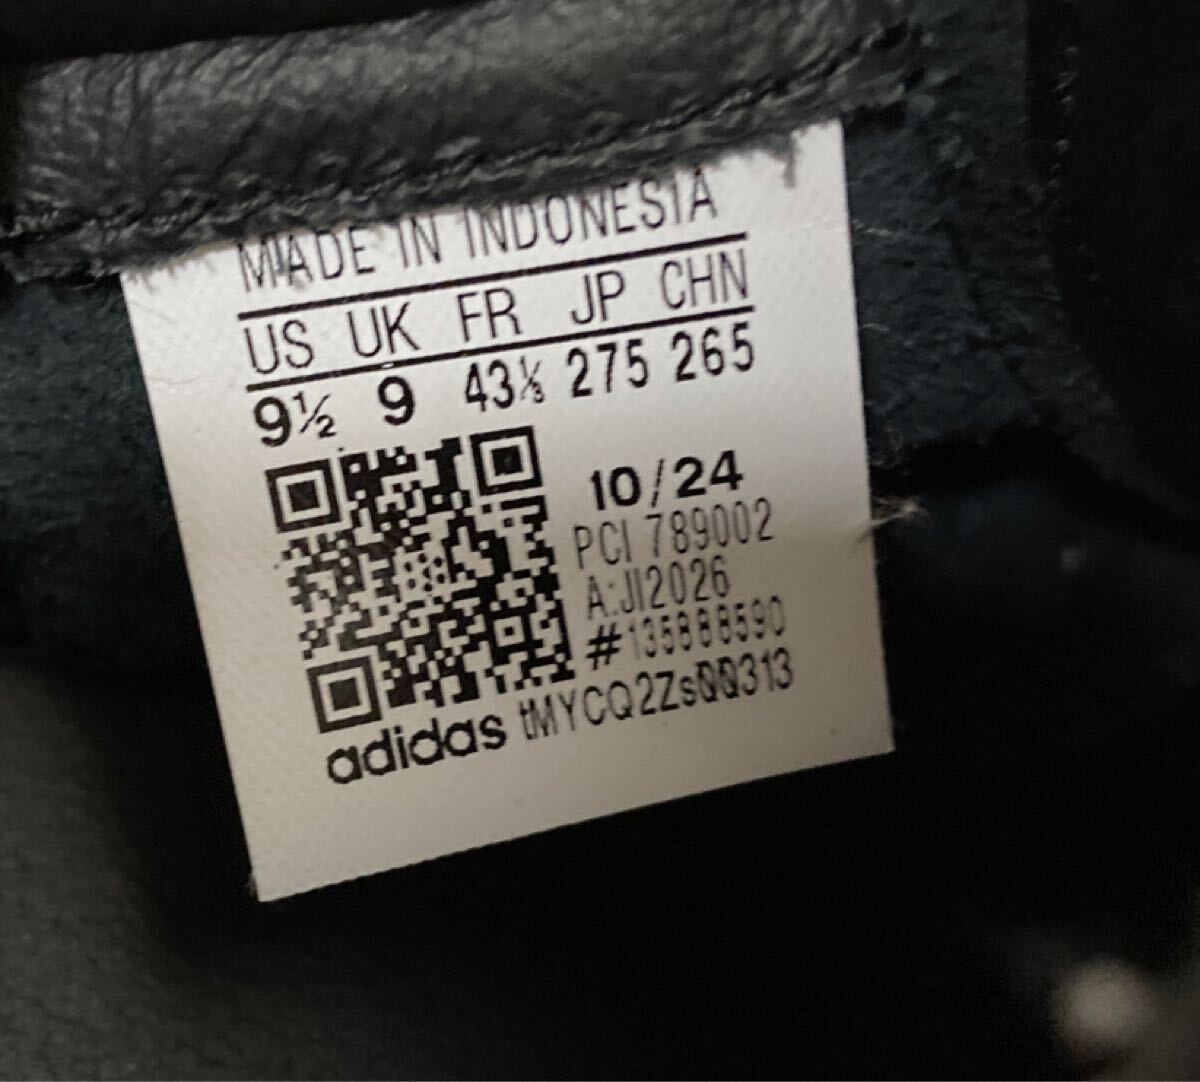 MADE IN INDONESIA
US UK FR JP CHN
9½ 9 43⅓ 275 265
10/24
PCI 789002
A:JI2026
#135888590
adidas tMYCQ2Zs00313